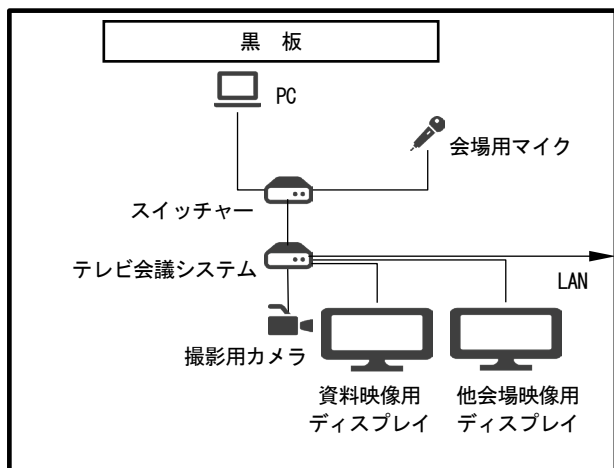 黒 板
PC
会場用マイク
スイッチャー
テレビ会議システム
LAN
撮影用カメラ
資料映像用
ディスプレイ
他会場映像用
ディスプレイ